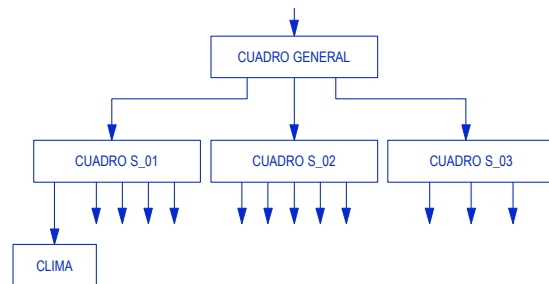 CUADRO GENERAL
CUADRO S_01
CUADRO S_02
CUADRO S_03
CLIMA